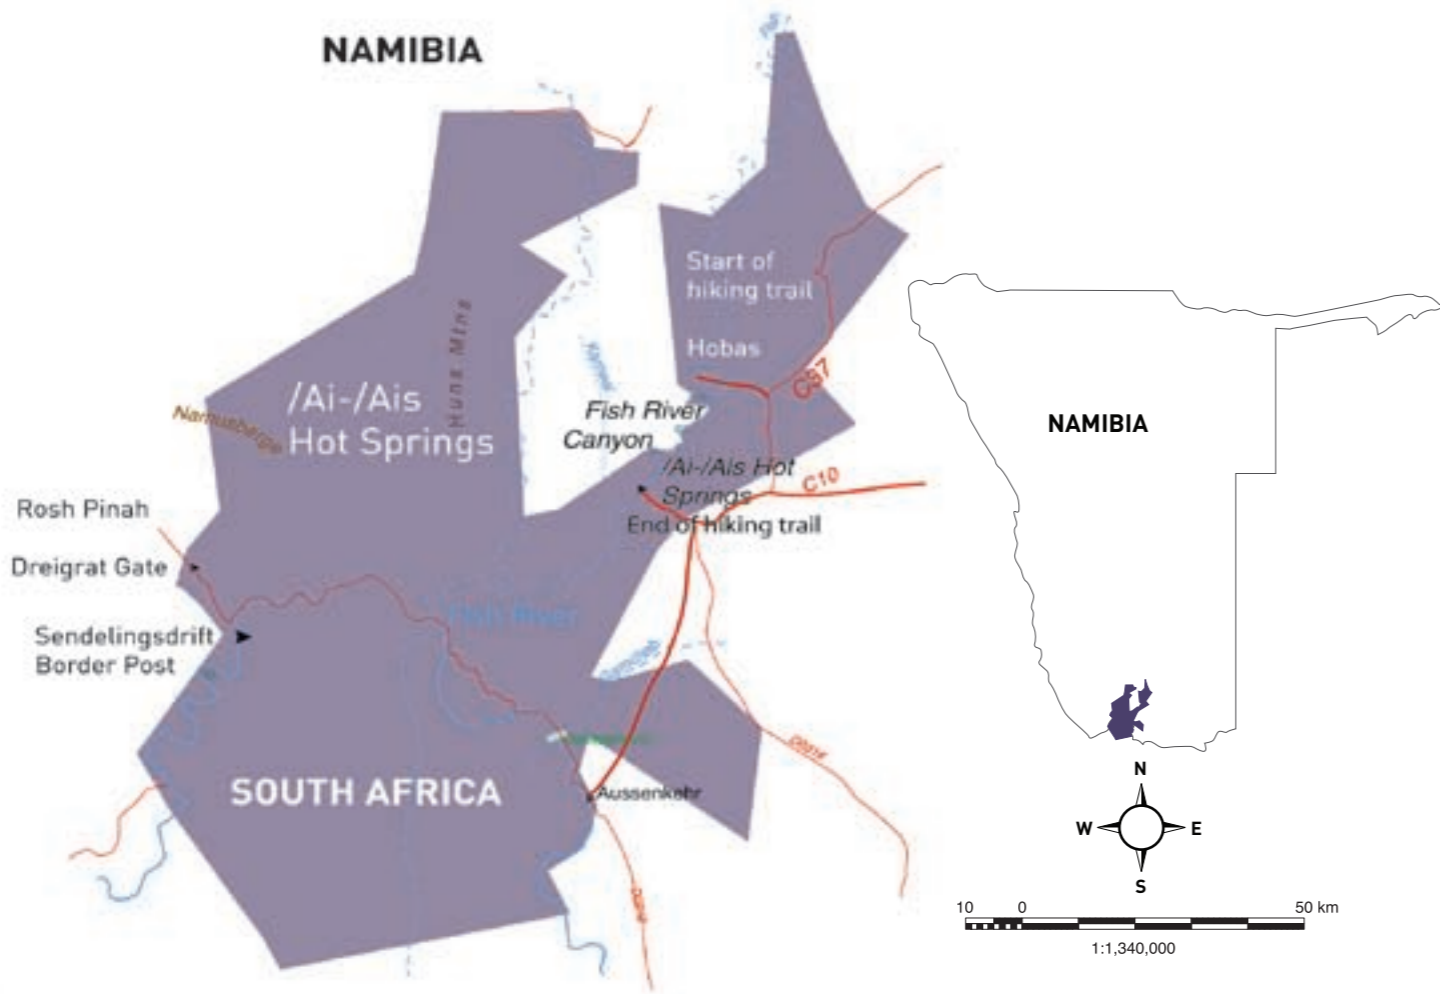 NAMIBIA
Start of
hiking trail
Hobas
C37
Huns Mtns
/Ai-/Ais
Hot Springs
Namusberge
Fish River
Canyon
/Ai-/Ais Hot
Springs
C10
End of hiking trail
Rosh Pinah
Dreigrat Gate
Fish River
Sendelingsdrift
Border Post
SOUTH AFRICA
Aussenkehr
NAMIBIA
N
W
E
S
10
0
50 km
1:1,340,000